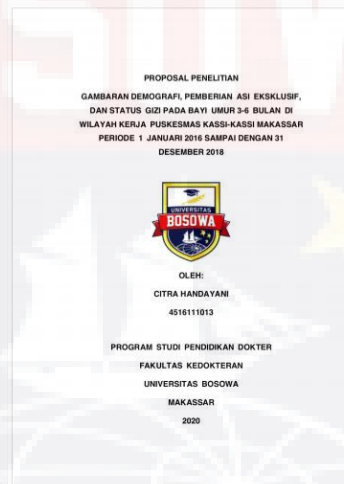 PROPOSAL PENELITIAN
GAMBARAN DEMOGRAFI, PEMBERIAN ASI EKSKLUSIF,
DAN STATUS GIZI PADA BAYI UMUR 3-6 BULAN DI
WILAYAH KERJA PUSKESMAS KASSI-KASSI MAKASSAR
PERIODE 1 JANUARI 2016 SAMPAI DENGAN 31
DESEMBER 2018
UNIVERSITAS
BOSOWA
OLEH:
CITRA HANDAYANI
4516111013
PROGRAM STUDI PENDIDIKAN DOKTER
FAKULTAS KEDOKTERAN
UNIVERSITAS BOSOWA
MAKASSAR
2020